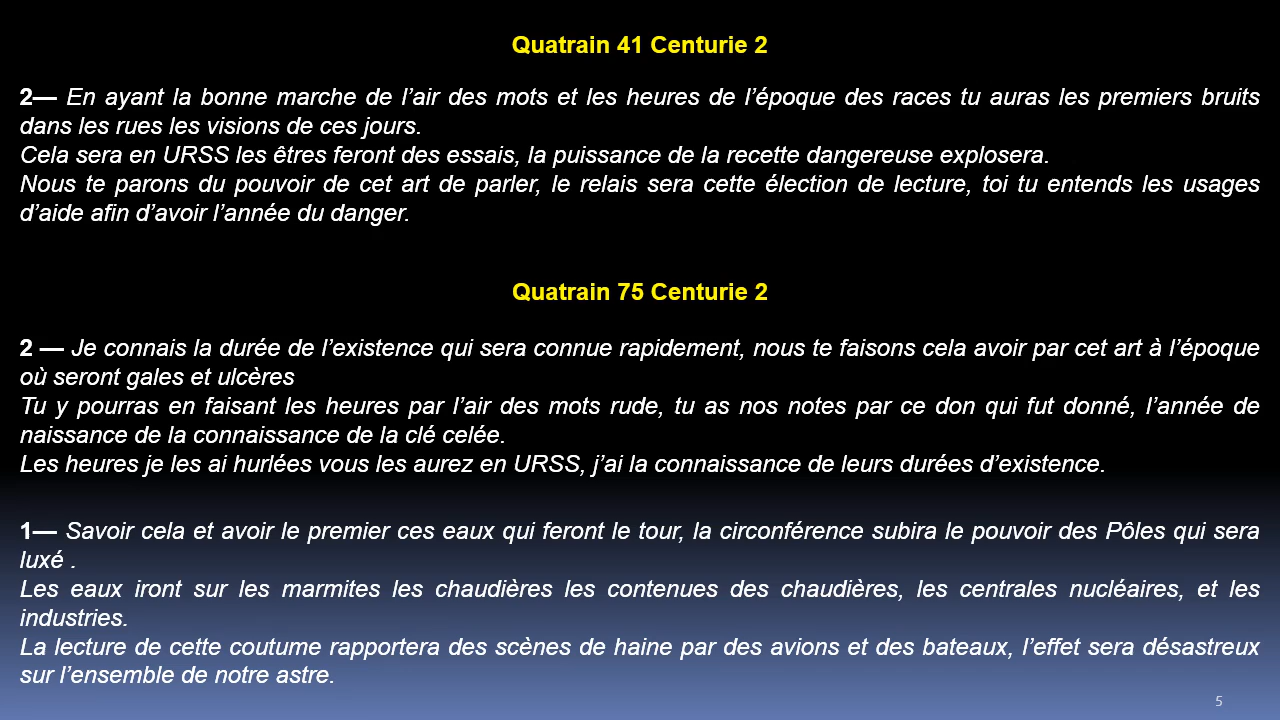 Quatrain 41 Centurie 2
2— En ayant la bonne marche de l’air des mots et les heures de l’époque des races tu auras les premiers bruits
dans les rues les visions de ces jours.
Cela sera en URSS les êtres feront des essais, la puissance de la recette dangereuse explosera.
Nous te parons du pouvoir de cet art de parler, le relais sera cette élection de lecture, toi tu entends les usages
d’aide afin d’avoir l’année du danger.
Quatrain 75 Centurie 2
2 — Je connais la durée de l’existence qui sera connue rapidement, nous te faisons cela avoir par cet art à l’époque
où seront gales et ulcères
Tu y pourras en faisant les heures par l’air des mots rude, tu as nos notes par ce don qui fut donné, l’année de
naissance de la connaissance de la clé celée.
Les heures je les ai hurlées vous les aurez en URSS, j’ai la connaissance de leurs durées d’existence.
1— Savoir cela et avoir le premier ces eaux qui feront le tour, la circonférence subira le pouvoir des Pôles qui sera
luxé .
Les eaux iront sur les marmites les chaudières les contenues des chaudières, les centrales nucléaires, et les
industries.
La lecture de cette coutume rapportera des scènes de haine par des avions et des bateaux, l’effet sera désastreux
sur l’ensemble de notre astre.
5